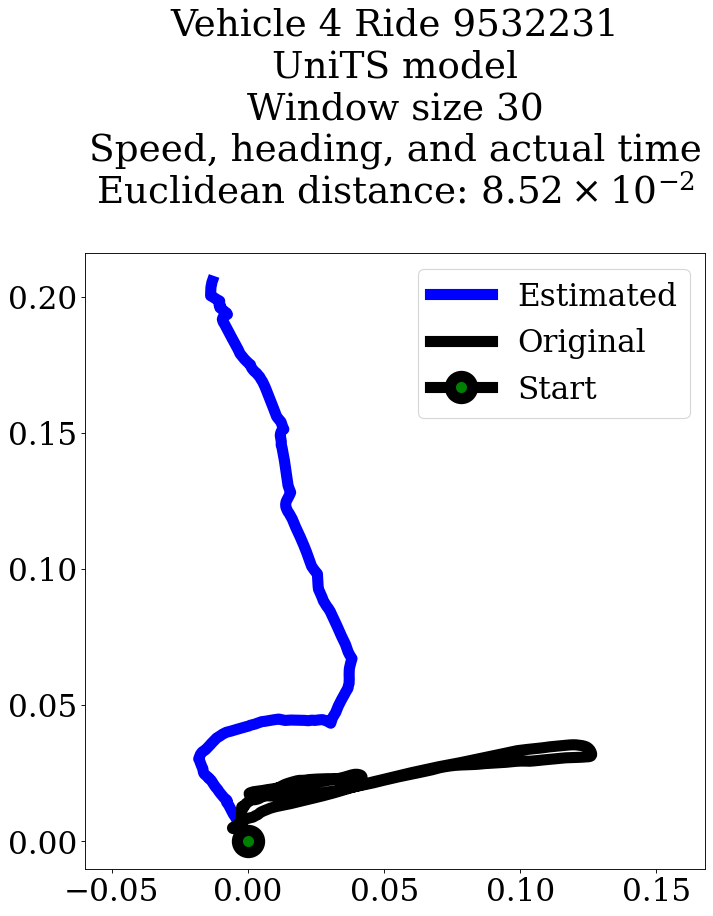 Vehicle 4 Ride 9532231
UniTS model
Window size 30
Speed, heading, and actual time
Euclidean distance: 8.52 × 10⁻²
Estimated
Original
Start
0.20
0.15
0.10
0.05
0.00
−0.05 0.00 0.05 0.10 0.15